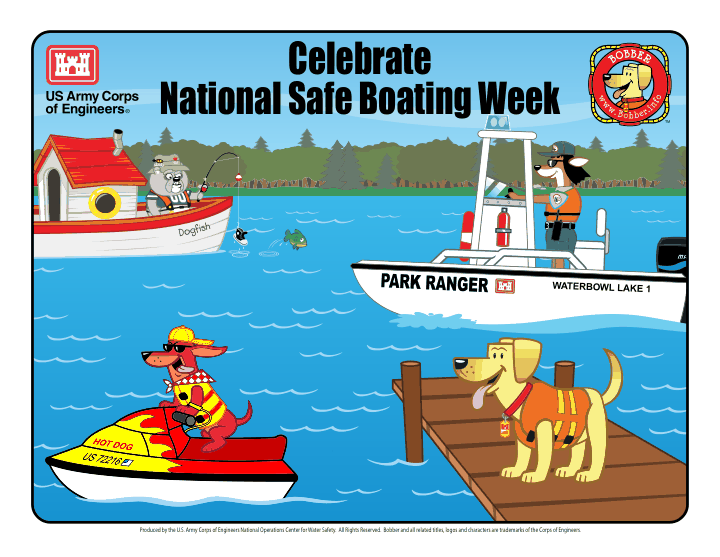 Celebrate
National Safe Boating Week
US Army Corps
of Engineers®
BOBBER
www.Bobber.info
TM
Dogfish
PARK RANGER
WATERBOWL LAKE 1
HOT DOG
US 72216
Produced by the U.S. Army Corps of Engineers National Operations Center for Water Safety. All Rights Reserved. Bobber and all related titles, logos and characters are trademarks of the Corps of Engineers.